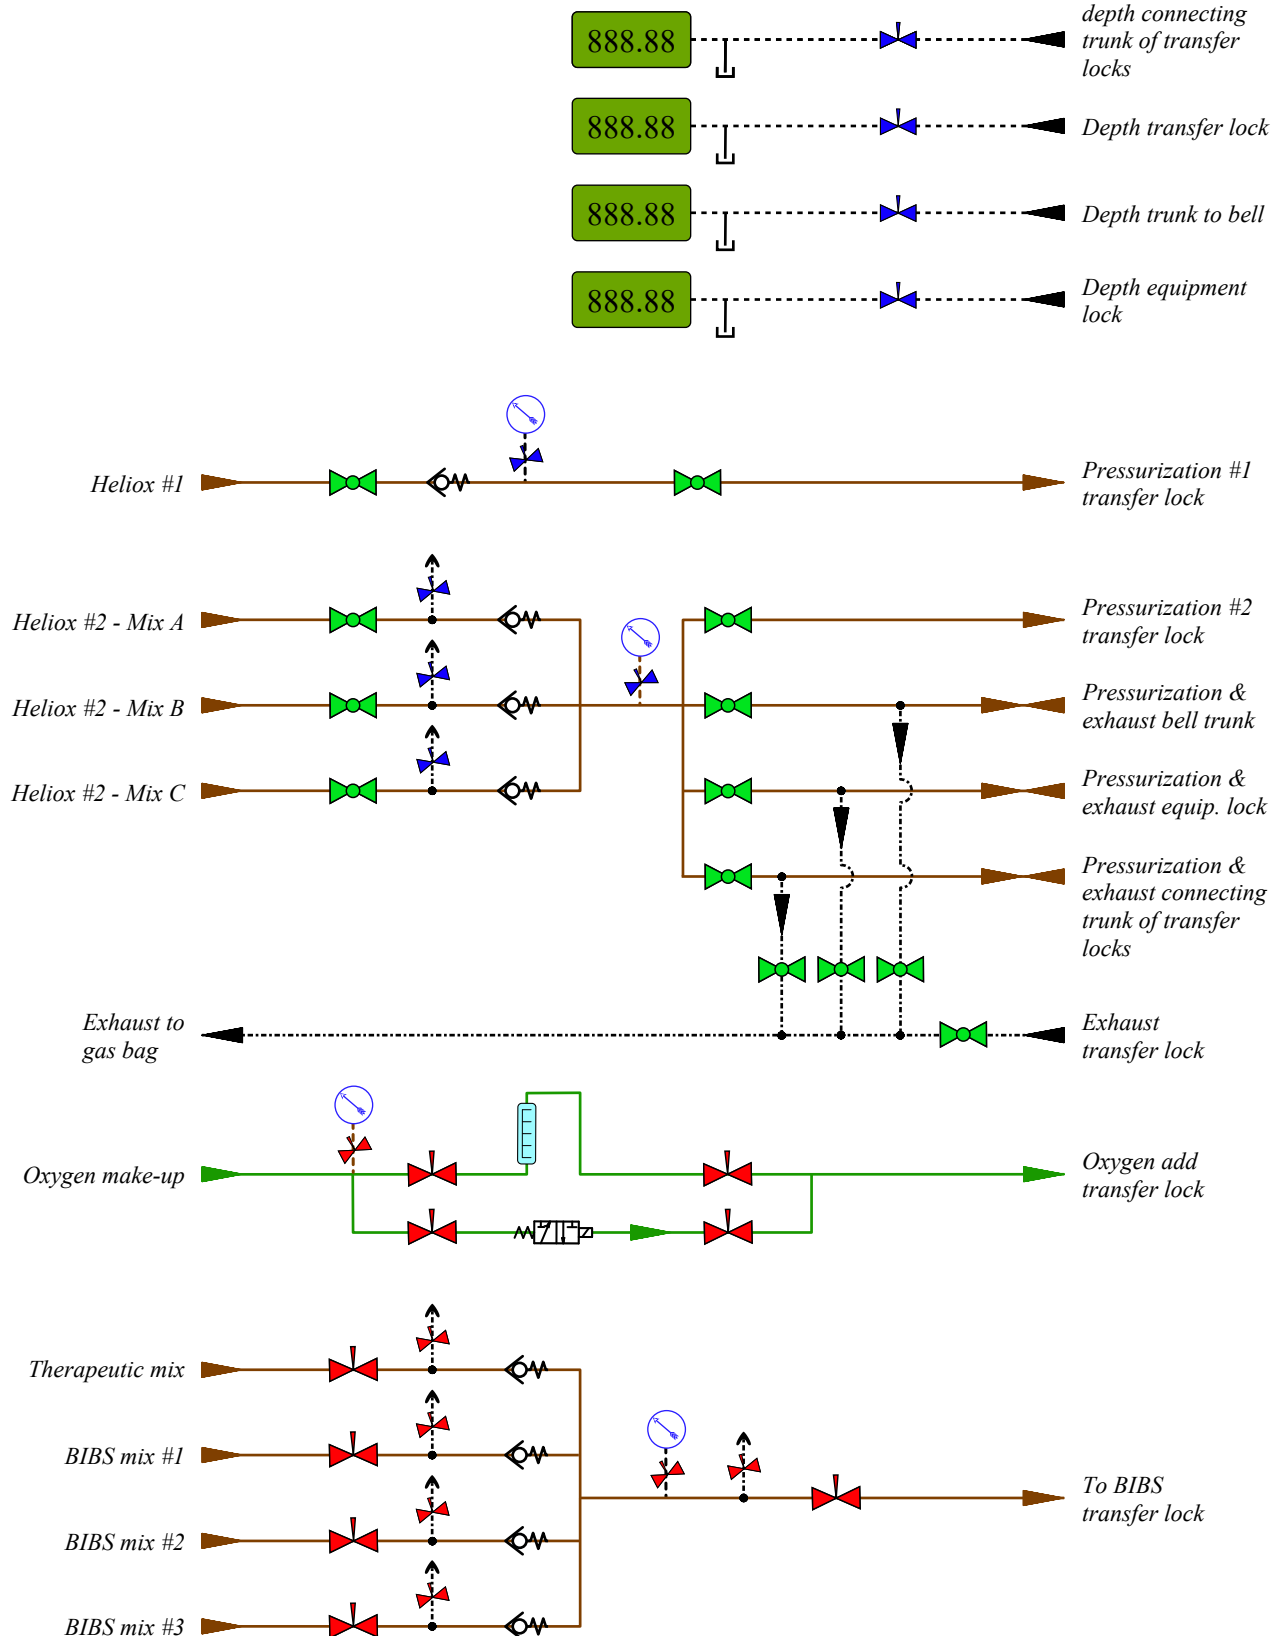 888.88
depth connecting
trunk of transfer
locks
888.88
Depth transfer lock
888.88
Depth trunk to bell
888.88
Depth equipment
lock
Heliox #1
Pressurization #1
transfer lock
Heliox #2 - Mix A
Pressurization #2
transfer lock
Heliox #2 - Mix B
Pressurization &
exhaust bell trunk
Heliox #2 - Mix C
Pressurization &
exhaust equip. lock
Pressurization &
exhaust connecting
trunk of transfer
locks
Exhaust to
gas bag
Exhaust
transfer lock
Oxygen make-up
Oxygen add
transfer lock
Therapeutic mix
BIBS mix #1
To BIBS
transfer lock
BIBS mix #2
BIBS mix #3